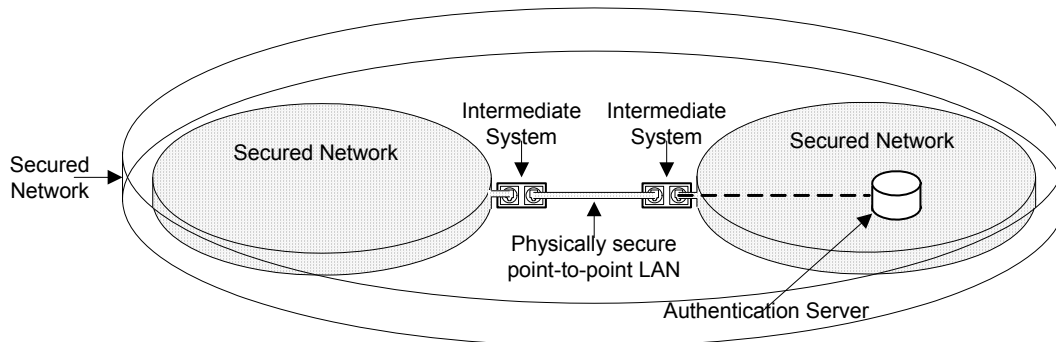 Intermediate
System
Intermediate
System
Secured Network
Secured Network
Secured
Network
Physically secure
point-to-point LAN
Authentication Server